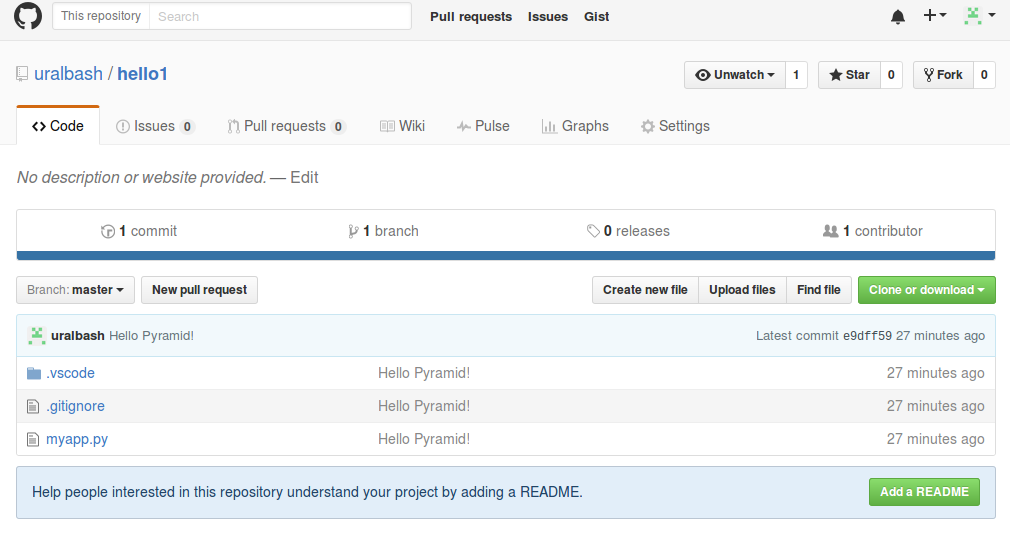 This repository Search Pull requests Issues Gist
uralbash / hello1 Unwatch 1 Star 0 Fork 0
Code Issues 0 Pull requests 0 Wiki Pulse Graphs Settings
No description or website provided. — Edit
1 commit 1 branch 0 releases 1 contributor
Branch: master New pull request Create new file Upload files Find file Clone or download
uralbash Hello Pyramid! Latest commit e9dff59 27 minutes ago
.vscode Hello Pyramid! 27 minutes ago
.gitignore Hello Pyramid! 27 minutes ago
myapp.py Hello Pyramid! 27 minutes ago
Help people interested in this repository understand your project by adding a README. Add a README